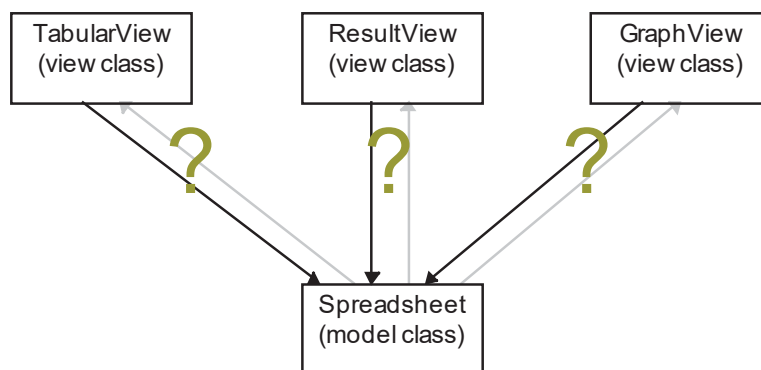 TabularView
(view class)
ResultView
(view class)
GraphView
(view class)
?
?
?
Spreadsheet
(model class)